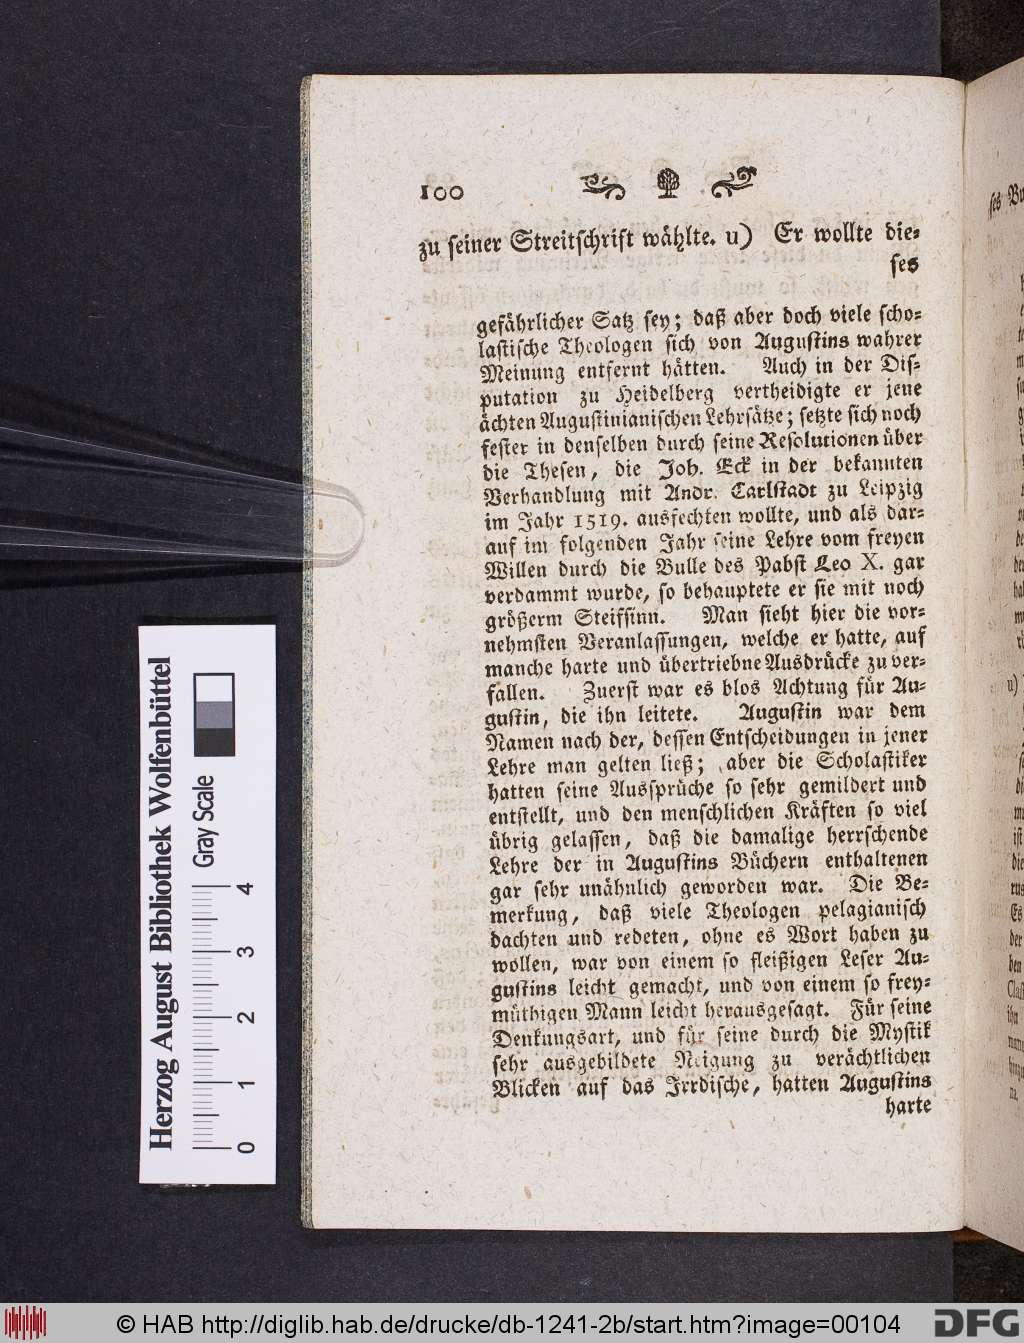 100
zu seiner Streitschrift wählte. u) Er wollte die-
ses
gefährlicher Satz sey; daß aber doch viele scho-
lastische Theologen sich von Augustins wahrer
Meinung entfernt hätten. Auch in der Dis-
putation zu Heidelberg vertheidigte er jene
ächten Augustinianischen Lehrsätze; setzte sich noch
fester in denselben durch seine Resolutionen über
die Thesen, die Joh. Eck in der bekannten
Verhandlung mit Andr. Carlstadt zu Leipzig
im Jahr 1519. ausfechten wollte, und als dar-
auf im folgenden Jahr seine Lehre vom freyen
Willen durch die Bulle des Pabst Leo X. gar
verdammt wurde, so behauptete er sie mit noch
größerm Steifsinn. Man sieht hier die vor-
nehmsten Veranlassungen, welche er hatte, auf
manche harte und übertriebne Ausdrücke zu ver-
fallen. Zuerst war es blos Achtung für Au-
gustin, die ihn leitete. Augustin war dem
Namen nach der, dessen Entscheidungen in jener
Lehre man gelten ließ; aber die Scholastiker
hatten seine Aussprüche so sehr gemildert und
entstellt, und den menschlichen Kräften so viel
übrig gelassen, daß die damalige herrschende
Lehre der in Augustins Büchern enthaltenen
gar sehr unähnlich geworden war. Die Be-
merkung, daß viele Theologen pelagianisch
dachten und redeten, ohne es Wort haben zu
wollen, war von einem so fleißigen Leser Au-
gustins leicht gemacht, und von einem so frey-
müthigen Mann leicht herausgesagt. Für seine
Denkungsart, und für seine durch die Mystik
sehr ausgebildete Neigung zu verächtlichen
Blicken auf das Irrdische, hatten Augustins
harte
Herzog August Bibliothek Wolfenbüttel
Gray Scale
0 1 2 3 4
© HAB http://diglib.hab.de/drucke/db-1241-2b/start.htm?image=00104
DFG